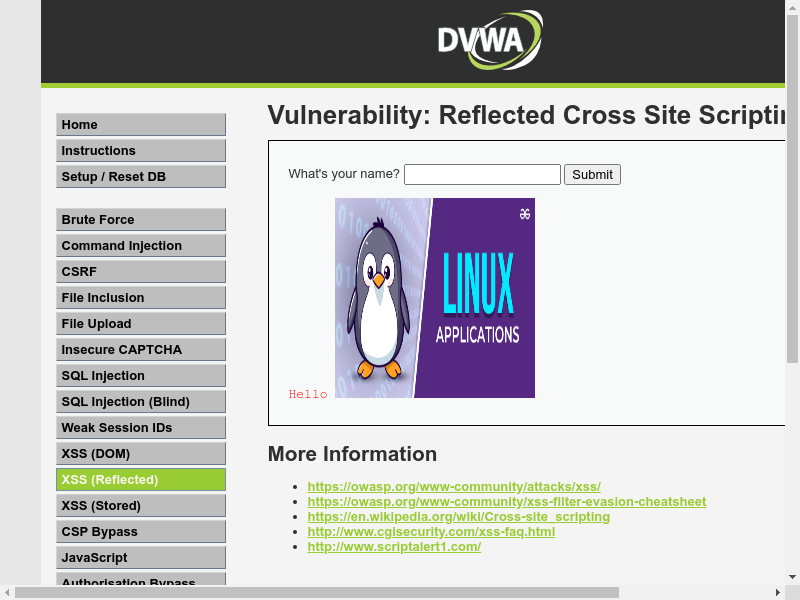 DVWA
Home
Instructions
Setup / Reset DB
Brute Force
Command Injection
CSRF
File Inclusion
File Upload
Insecure CAPTCHA
SQL Injection
SQL Injection (Blind)
Weak Session IDs
XSS (DOM)
XSS (Reflected)
XSS (Stored)
CSP Bypass
JavaScript
Authorisation Bypass
Vulnerability: Reflected Cross Site Scriptin
What's your name? Submit
LINUX
APPLICATIONS
Hello
More Information
https://owasp.org/www-community/attacks/xss/
https://owasp.org/www-community/xss-filter-evasion-cheatsheet
https://en.wikipedia.org/wiki/Cross-site_scripting
http://www.cgisecurity.com/xss-faq.html
http://www.scriptalert1.com/